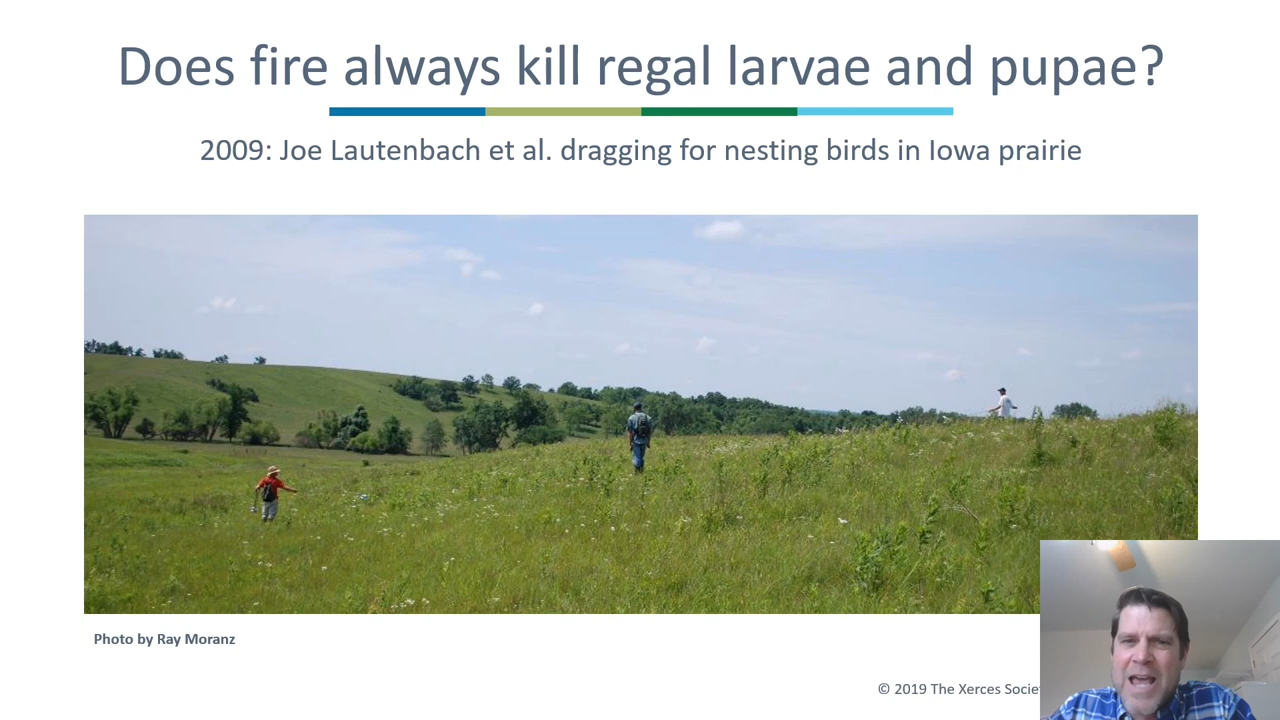 Does fire always kill regal larvae and pupae?
2009: Joe Lautenbach et al. dragging for nesting birds in Iowa prairie
Photo by Ray Moranz
© 2019 The Xerces